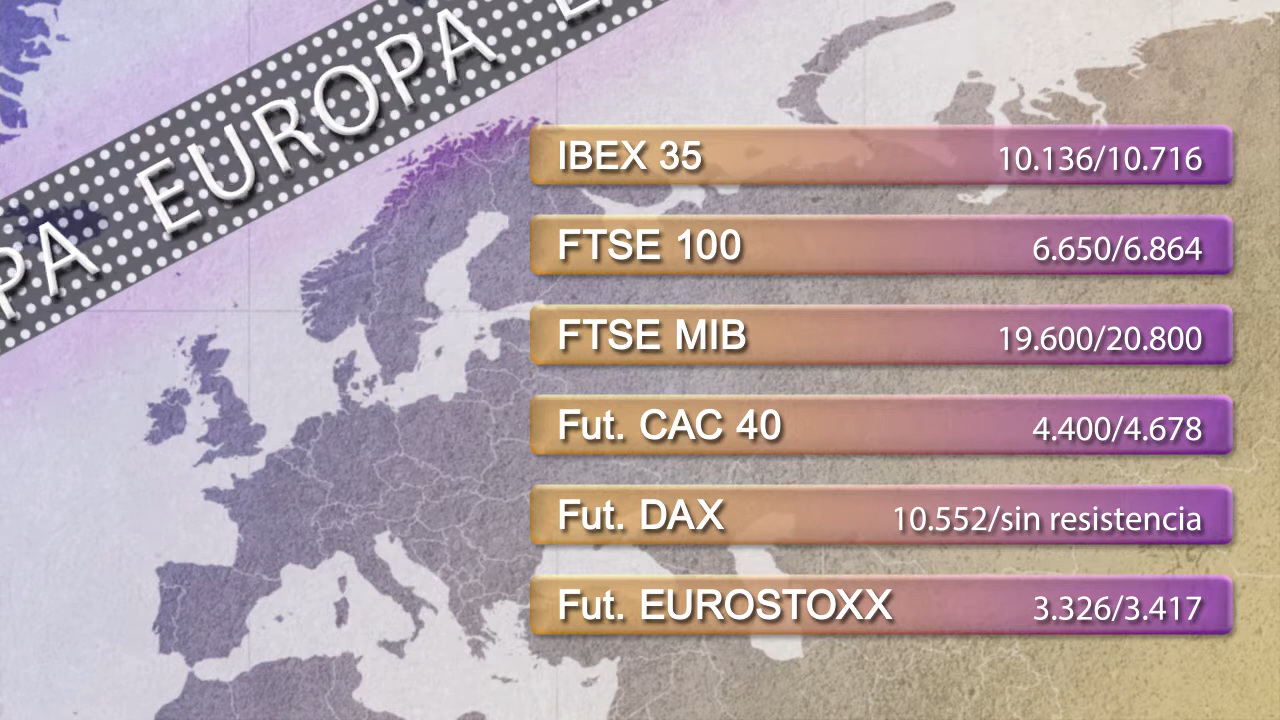 EUROPA
IBEX 35 10.136/10.716
FTSE 100 6.650/6.864
FTSE MIB 19.600/20.800
Fut. CAC 40 4.400/4.678
Fut. DAX 10.552/sin resistencia
Fut. EUROSTOXX 3.326/3.417